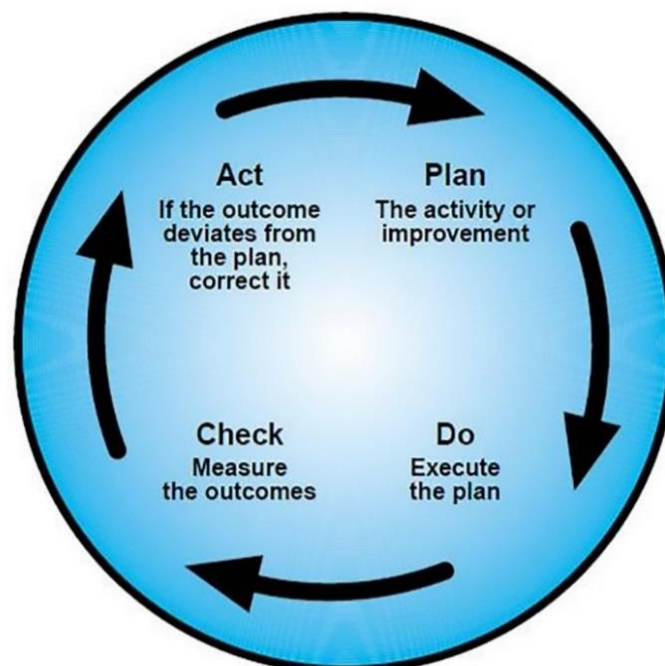 Act
If the outcome
deviates from
the plan,
correct it
Plan
The activity or
improvement
Check
Measure
the outcomes
Do
Execute
the plan